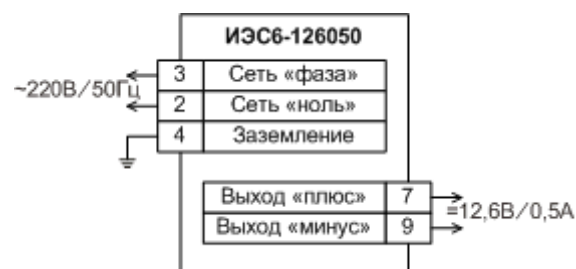 ИЭС6-126050
3 Сеть «фаза»
~220В/50Гц
2 Сеть «ноль»
4 Заземление
Выход «плюс» 7
=12,6В/0,5А
Выход «минус» 9